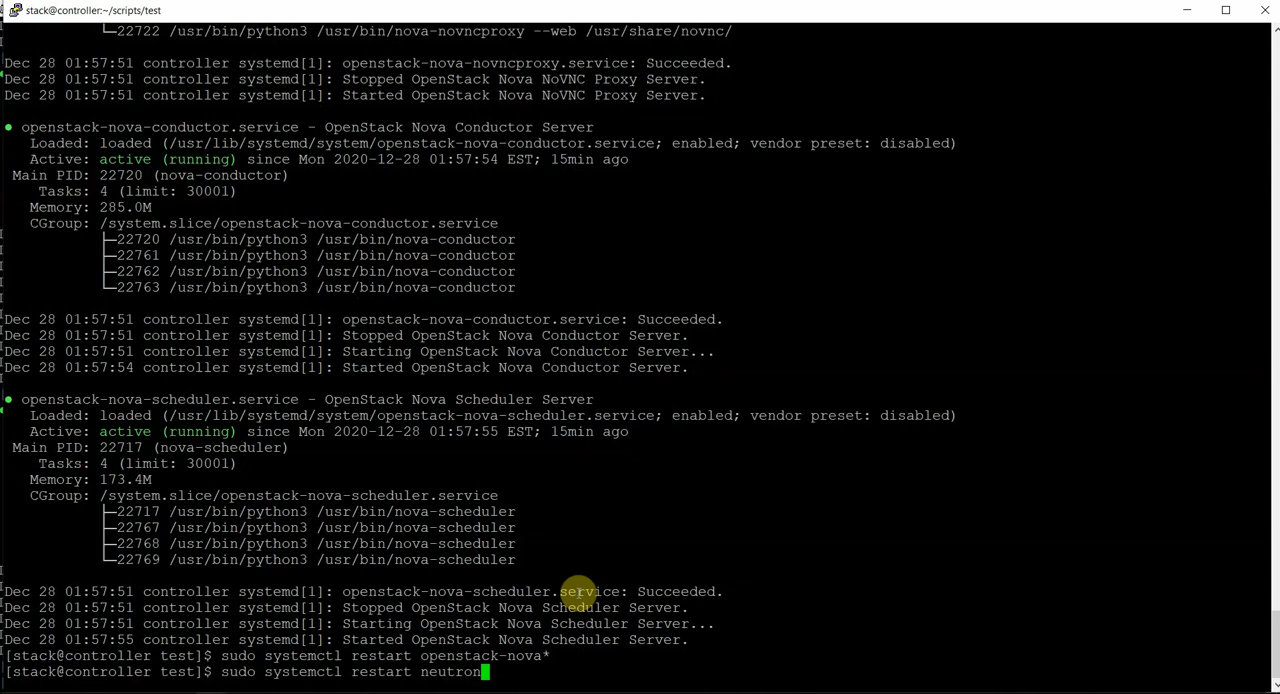 stack@controller:~/scripts/test
└─22722 /usr/bin/python3 /usr/bin/nova-novncproxy --web /usr/share/novnc/
Dec 28 01:57:51 controller systemd[1]: openstack-nova-novncproxy.service: Succeeded.
Dec 28 01:57:51 controller systemd[1]: Stopped OpenStack Nova NoVNC Proxy Server.
Dec 28 01:57:51 controller systemd[1]: Started OpenStack Nova NoVNC Proxy Server.
● openstack-nova-conductor.service - OpenStack Nova Conductor Server
Loaded: loaded (/usr/lib/systemd/system/openstack-nova-conductor.service; enabled; vendor preset: disabled)
Active: active (running) since Mon 2020-12-28 01:57:54 EST; 15min ago
Main PID: 22720 (nova-conductor)
Tasks: 4 (limit: 30001)
Memory: 285.0M
CGroup: /system.slice/openstack-nova-conductor.service
├─22720 /usr/bin/python3 /usr/bin/nova-conductor
├─22761 /usr/bin/python3 /usr/bin/nova-conductor
├─22762 /usr/bin/python3 /usr/bin/nova-conductor
└─22763 /usr/bin/python3 /usr/bin/nova-conductor
Dec 28 01:57:51 controller systemd[1]: openstack-nova-conductor.service: Succeeded.
Dec 28 01:57:51 controller systemd[1]: Stopped OpenStack Nova Conductor Server.
Dec 28 01:57:51 controller systemd[1]: Starting OpenStack Nova Conductor Server...
Dec 28 01:57:54 controller systemd[1]: Started OpenStack Nova Conductor Server.
● openstack-nova-scheduler.service - OpenStack Nova Scheduler Server
Loaded: loaded (/usr/lib/systemd/system/openstack-nova-scheduler.service; enabled; vendor preset: disabled)
Active: active (running) since Mon 2020-12-28 01:57:55 EST; 15min ago
Main PID: 22717 (nova-scheduler)
Tasks: 4 (limit: 30001)
Memory: 173.4M
CGroup: /system.slice/openstack-nova-scheduler.service
├─22717 /usr/bin/python3 /usr/bin/nova-scheduler
├─22767 /usr/bin/python3 /usr/bin/nova-scheduler
├─22768 /usr/bin/python3 /usr/bin/nova-scheduler
└─22769 /usr/bin/python3 /usr/bin/nova-scheduler
Dec 28 01:57:51 controller systemd[1]: openstack-nova-scheduler.service: Succeeded.
Dec 28 01:57:51 controller systemd[1]: Stopped OpenStack Nova Scheduler Server.
Dec 28 01:57:51 controller systemd[1]: Starting OpenStack Nova Scheduler Server...
Dec 28 01:57:55 controller systemd[1]: Started OpenStack Nova Scheduler Server.
[stack@controller test]$ sudo systemctl restart openstack-nova*
[stack@controller test]$ sudo systemctl restart neutron